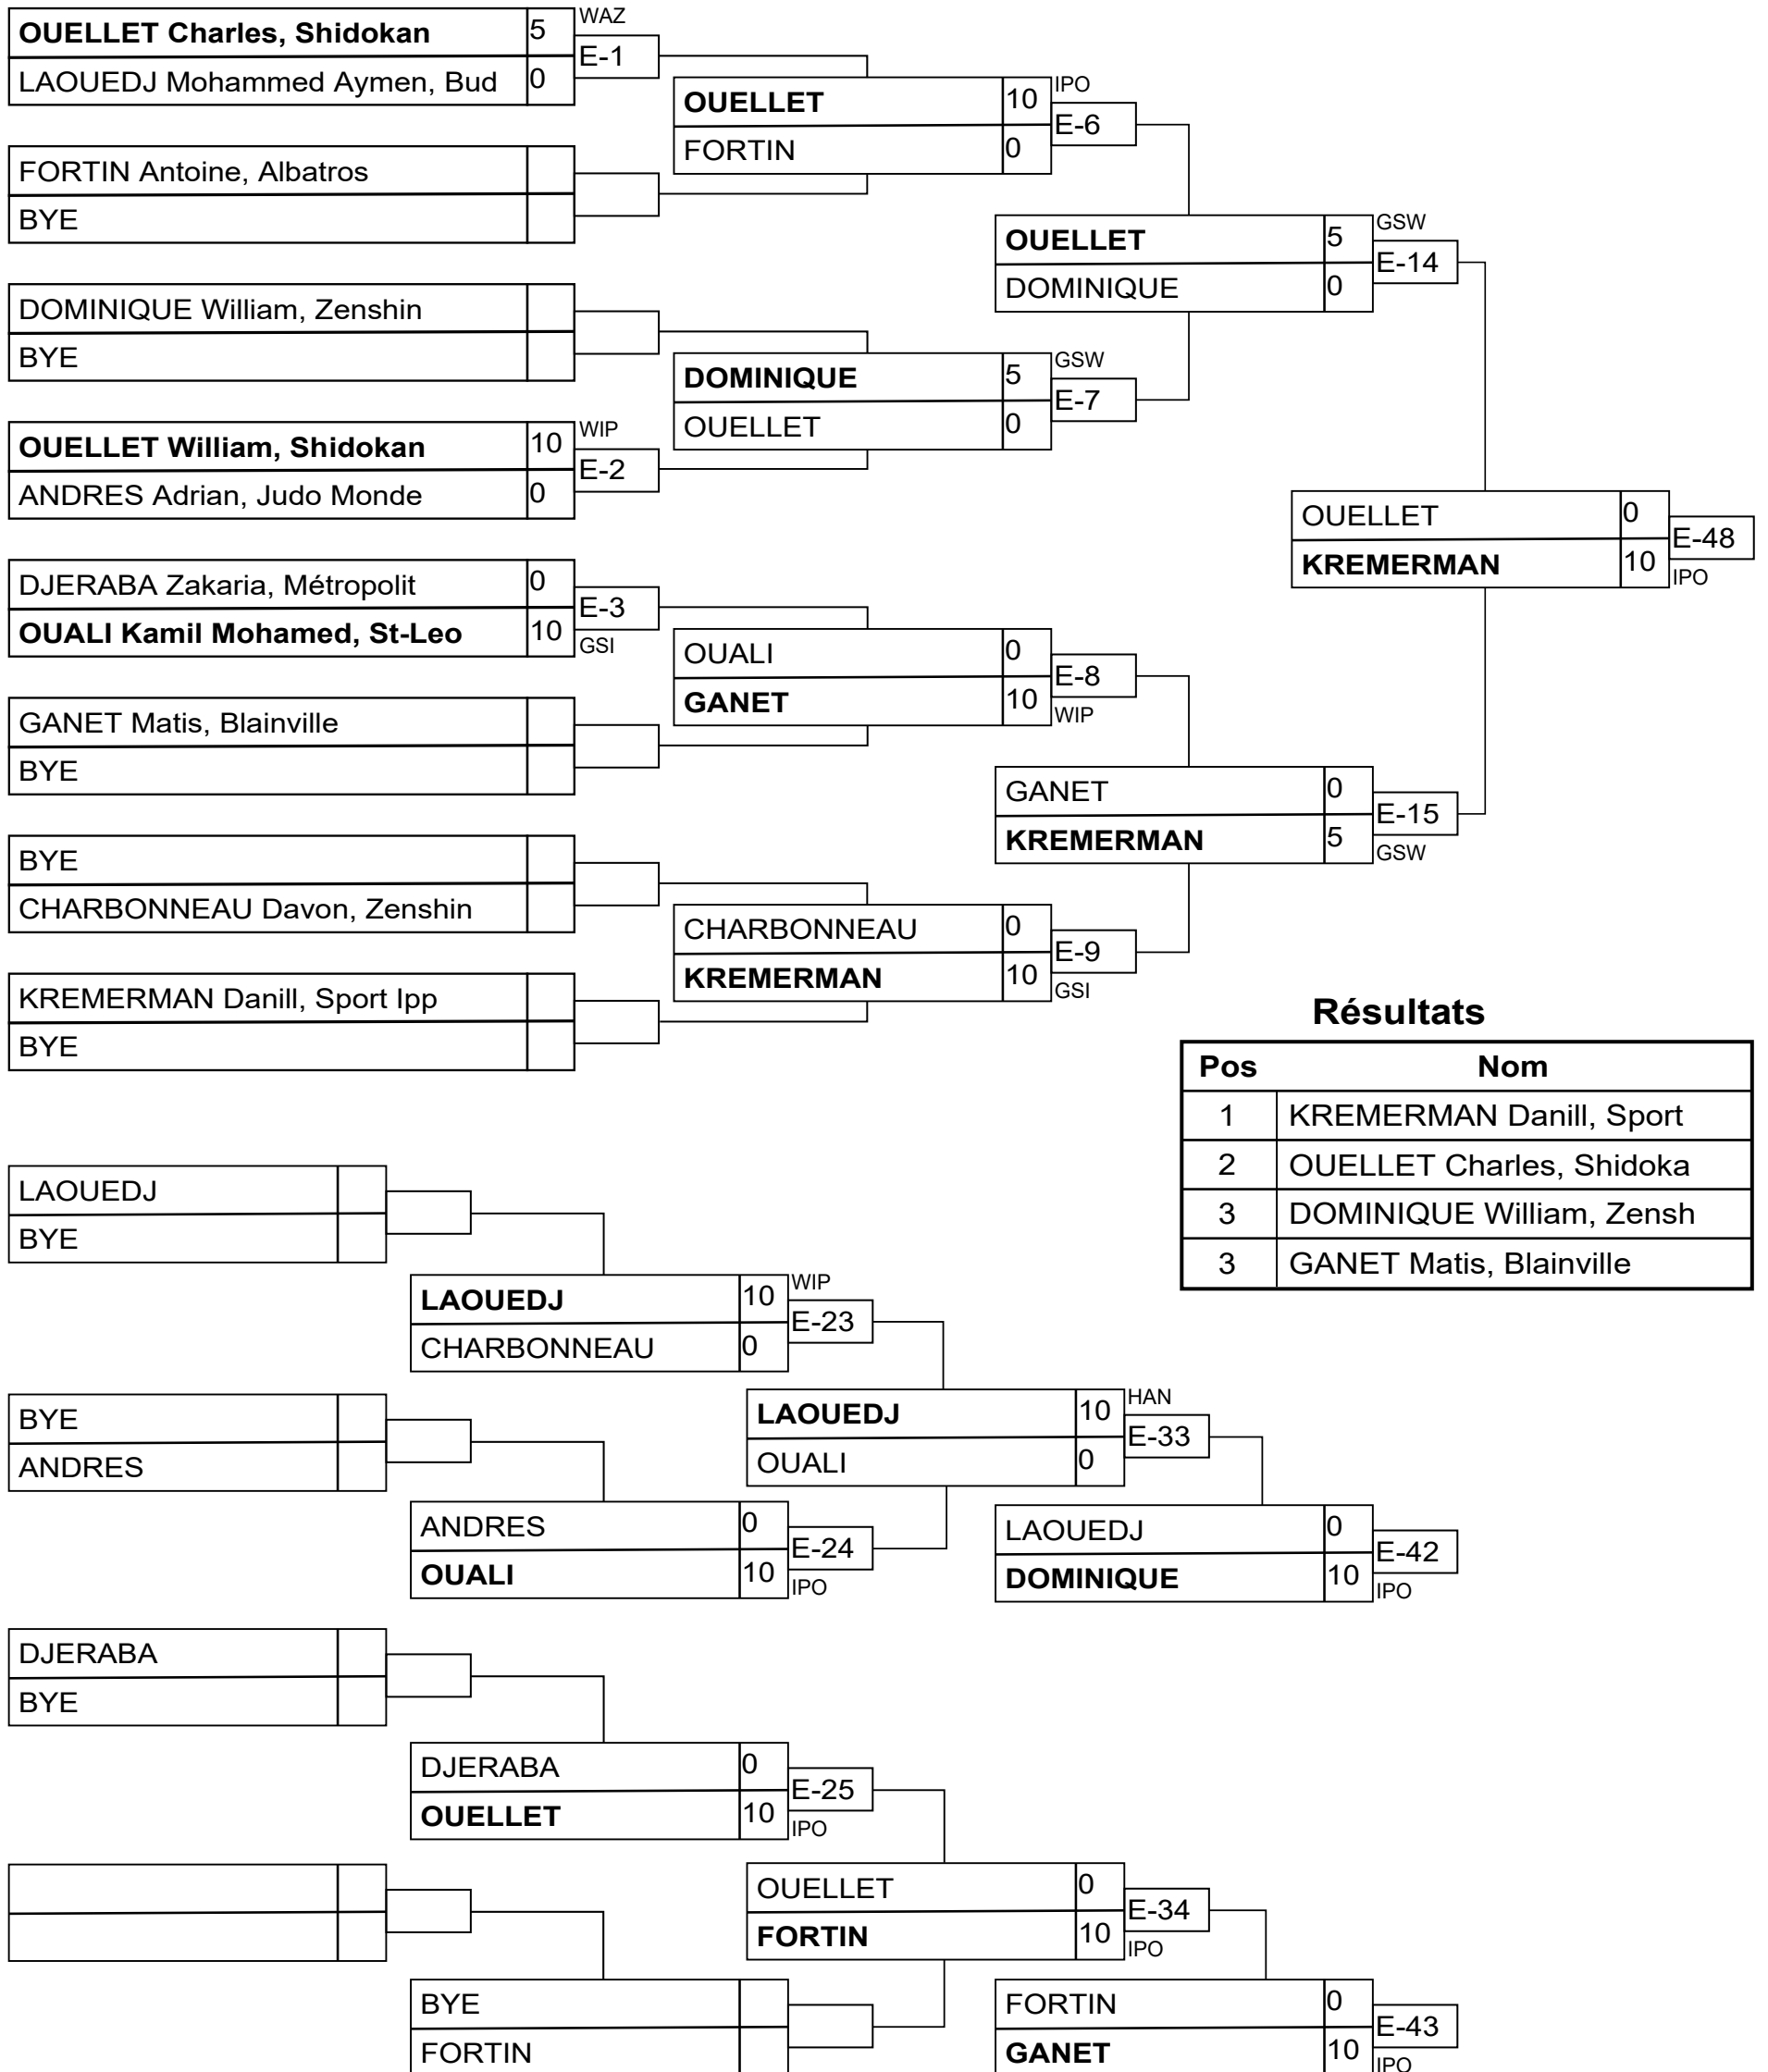 OUELLET Charles, Shidokan 5 WAZ
LAOUEDJ Mohammed Aymen, Bud 0 E-1
FORTIN Antoine, Albatros
BYE
DOMINIQUE William, Zenshin
BYE
OUELLET William, Shidokan 10 WIP
ANDRES Adrian, Judo Monde 0 E-2
DJERABA Zakaria, Métropolit 0 E-3
OUALI Kamil Mohamed, St-Leo 10 GSI
GANET Matis, Blainville
BYE
BYE
CHARBONNEAU Davon, Zenshin
KREMERMAN Danill, Sport Ipp
BYE
OUELLET 10 IPO
FORTIN 0 E-6
DOMINIQUE 5 GSW
OUELLET 0 E-7
OUALI 0 E-8
GANET 10 WIP
CHARBONNEAU 0 E-9
KREMERMAN 10 GSI
OUELLET 5 GSW
DOMINIQUE 0 E-14
GANET 0 E-15
KREMERMAN 5 GSW
OUELLET 0 E-48
KREMERMAN 10 IPO
Résultats
Pos Nom
1 KREMERMAN Danill, Sport
2 OUELLET Charles, Shidoka
3 DOMINIQUE William, Zensh
3 GANET Matis, Blainville
LAOUEDJ
BYE
BYE
ANDRES
DJERABA
BYE
LAOUEDJ 10 WIP
CHARBONNEAU 0 E-23
ANDRES 0 E-24
OUALI 10 IPO
DJERABA 0 E-25
OUELLET 10 IPO
BYE
FORTIN
LAOUEDJ 10 HAN
OUALI 0 E-33
OUELLET 0 E-34
FORTIN 10 IPO
LAOUEDJ 0 E-42
DOMINIQUE 10 IPO
FORTIN 0 E-43
GANET 10 IPO